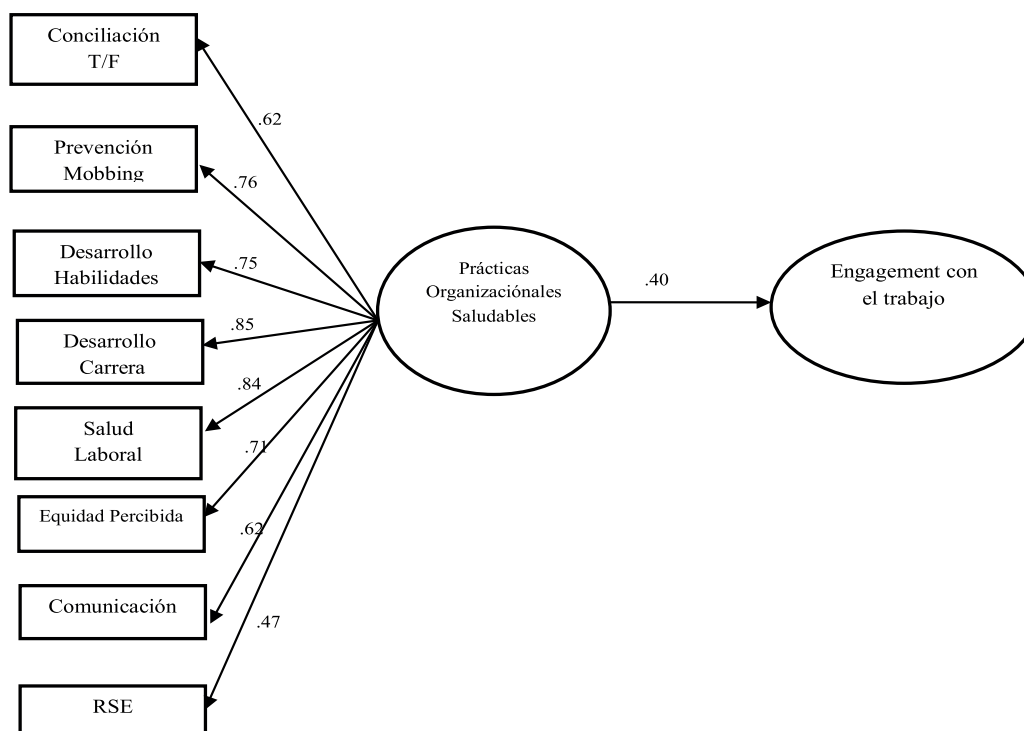 Conciliación
T/F
.62
Prevención
Mobbing
.76
Desarrollo
Habilidades
.75
Desarrollo
Carrera
.85
Salud
Laboral
.84
Equidad Percibida
.71
Comunicación
.62
RSE
.47
Prácticas
Organizaciónales
Saludables
.40
Engagement con
el trabajo